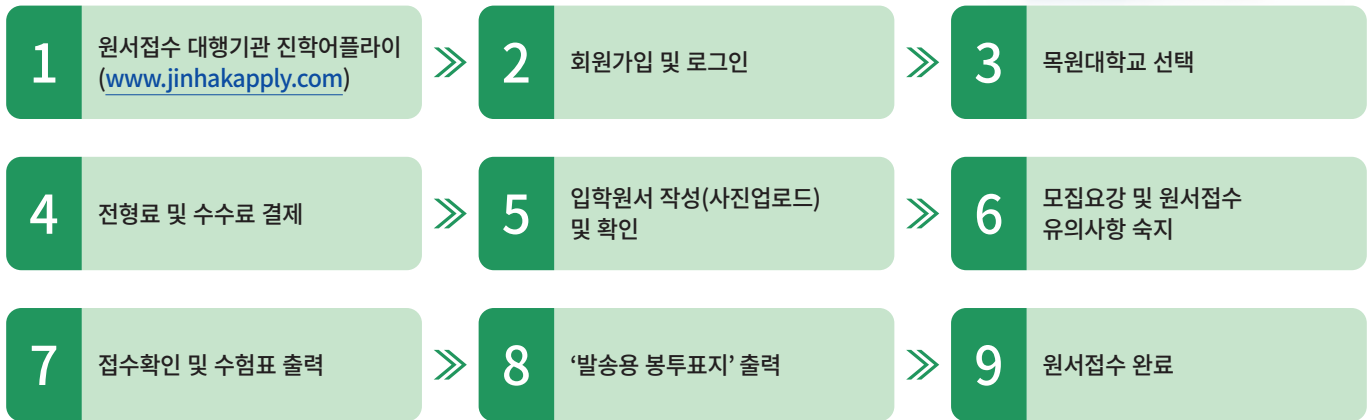 1
원서접수 대행기관 진학어플라이
(www.jinhakapply.com)
2
회원가입 및 로그인
3
목원대학교 선택
4
전형료 및 수수료 결제
5
입학원서 작성(사진업로드)
및 확인
6
모집요강 및 원서접수
유의사항 숙지
7
접수확인 및 수험표 출력
8
‘발송용 봉투표지’ 출력
9
원서접수 완료